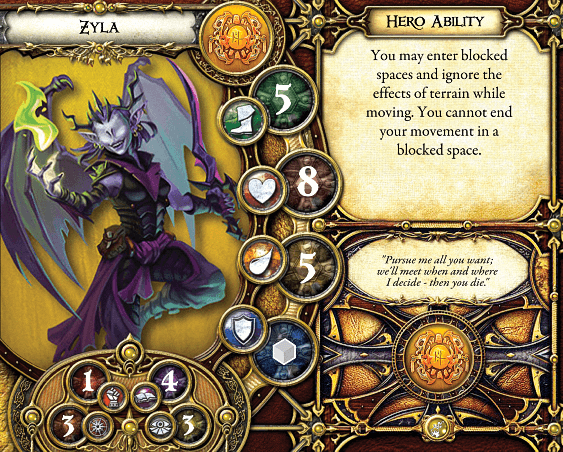 Zyla
Hero Ability
You may enter blocked
spaces and ignore the
effects of terrain while
moving. You cannot end
your movement in a
blocked space.
5
8
5
"Pursue me all you want;
we'll meet when and where
I decide - then you die."
1
4
3
3